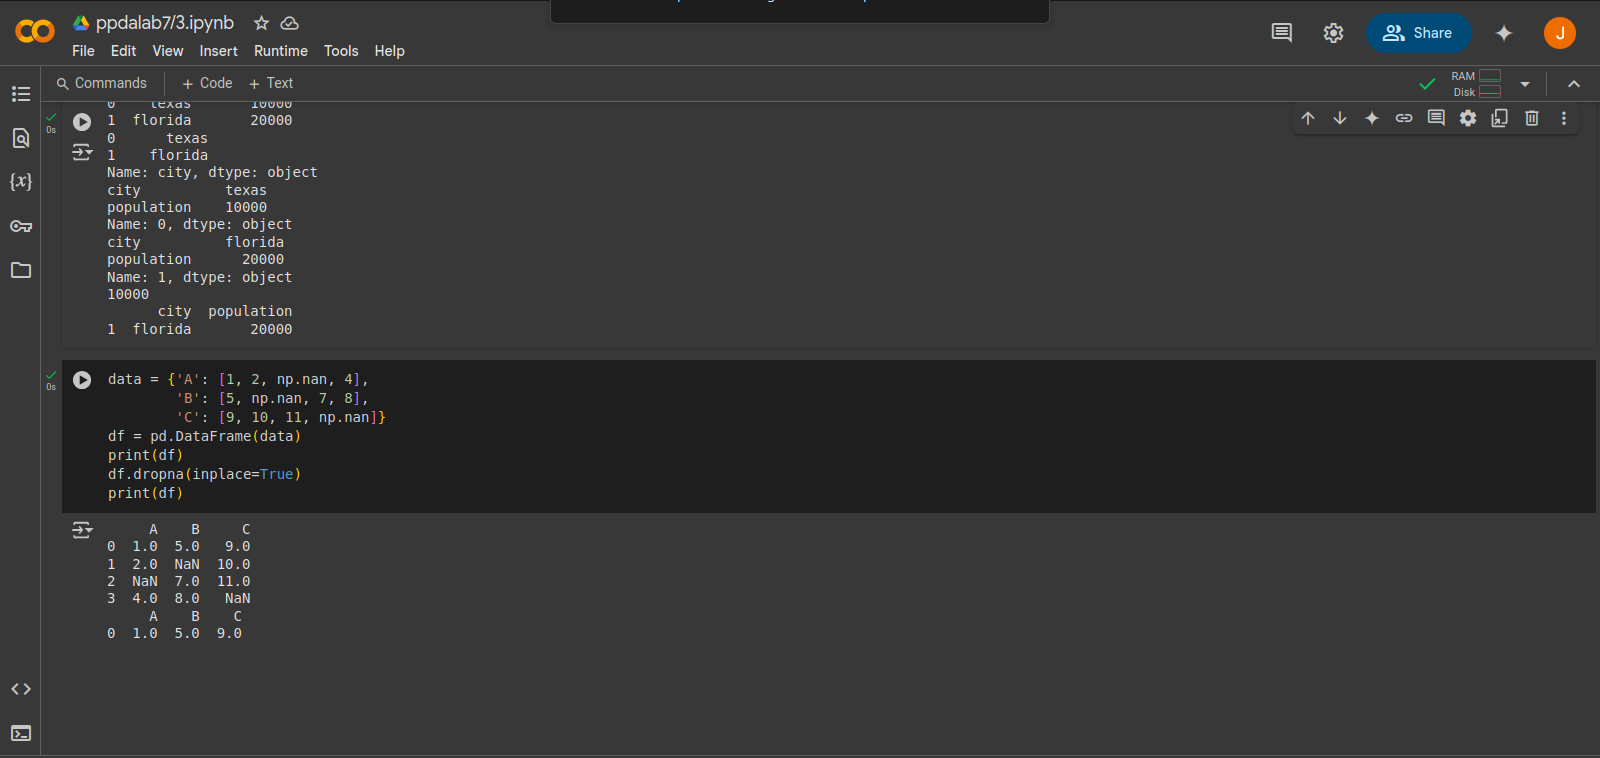 ppdalab7/3.ipynb
File Edit View Insert Runtime Tools Help
Share
J
Commands + Code + Text
RAM
Disk
0      texas       10000
0s
1  florida       20000
0      texas
1    florida
Name: city, dtype: object
city          texas
population    10000
Name: 0, dtype: object
city          florida
population      20000
Name: 1, dtype: object
10000
      city  population
1  florida       20000
0s
data = {'A': [1, 2, np.nan, 4],
        'B': [5, np.nan, 7, 8],
        'C': [9, 10, 11, np.nan]}
df = pd.DataFrame(data)
print(df)
df.dropna(inplace=True)
print(df)
     A    B     C
0  1.0  5.0   9.0
1  2.0  NaN  10.0
2  NaN  7.0  11.0
3  4.0  8.0   NaN
     A    B    C
0  1.0  5.0  9.0